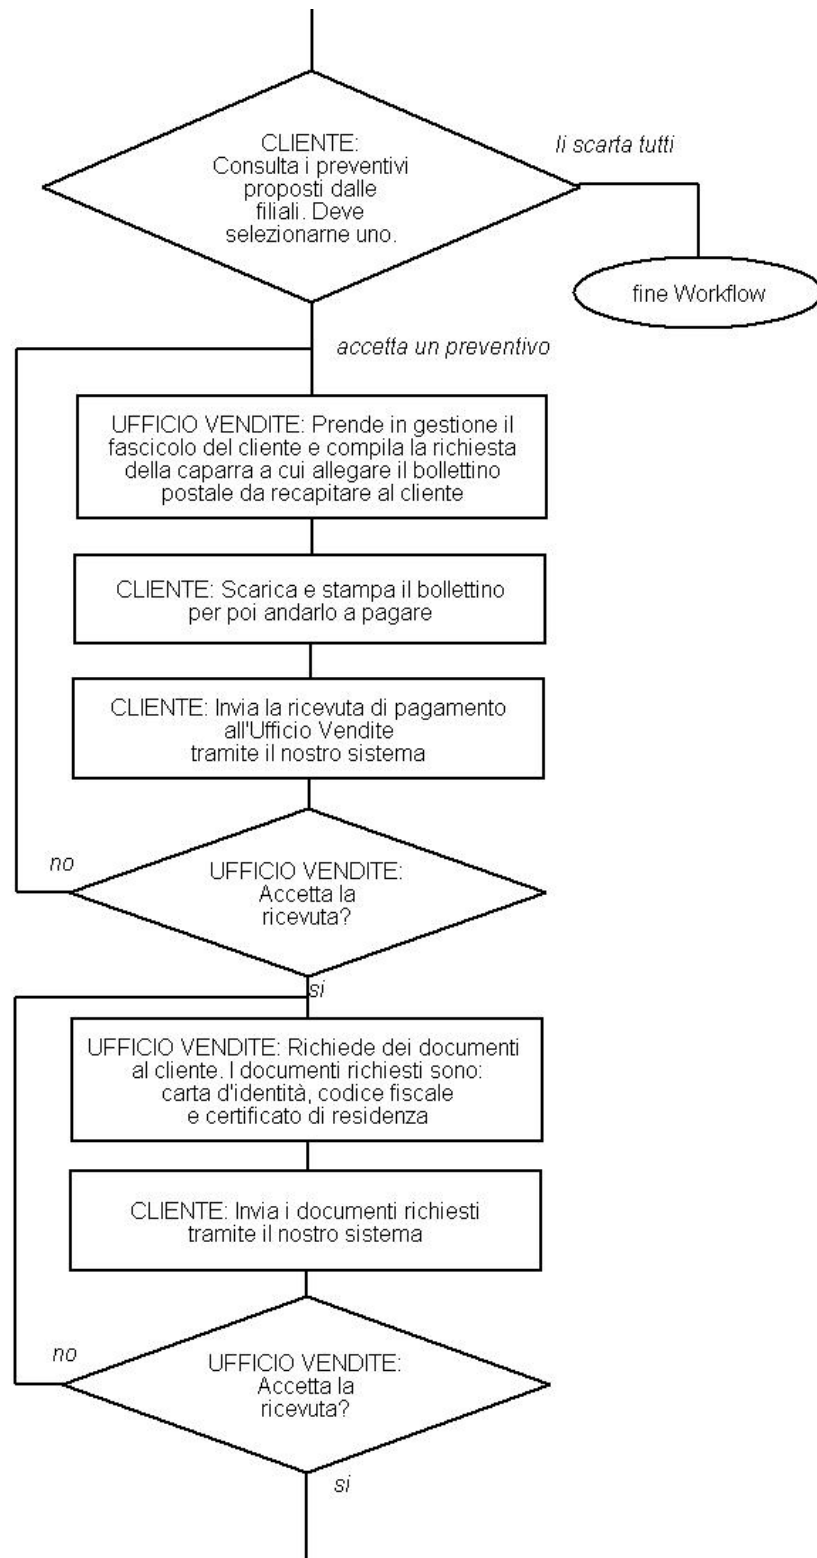 CLIENTE:
Consulta i preventivi
proposti dalle
filiali. Deve
selezionarne uno.
li scarta tutti
fine Workflow
accetta un preventivo
UFFICIO VENDITE: Prende in gestione il
fascicolo del cliente e compila la richiesta
della caparra a cui allegare il bollettino
postale da recapitare al cliente
CLIENTE: Scarica e stampa il bollettino
per poi andarlo a pagare
CLIENTE: Invia la ricevuta di pagamento
all'Ufficio Vendite
tramite il nostro sistema
no
UFFICIO VENDITE:
Accetta la
ricevuta?
si
UFFICIO VENDITE: Richiede dei documenti
al cliente. I documenti richiesti sono:
carta d'identità, codice fiscale
e certificato di residenza
CLIENTE: Invia i documenti richiesti
tramite il nostro sistema
no
UFFICIO VENDITE:
Accetta la
ricevuta?
si